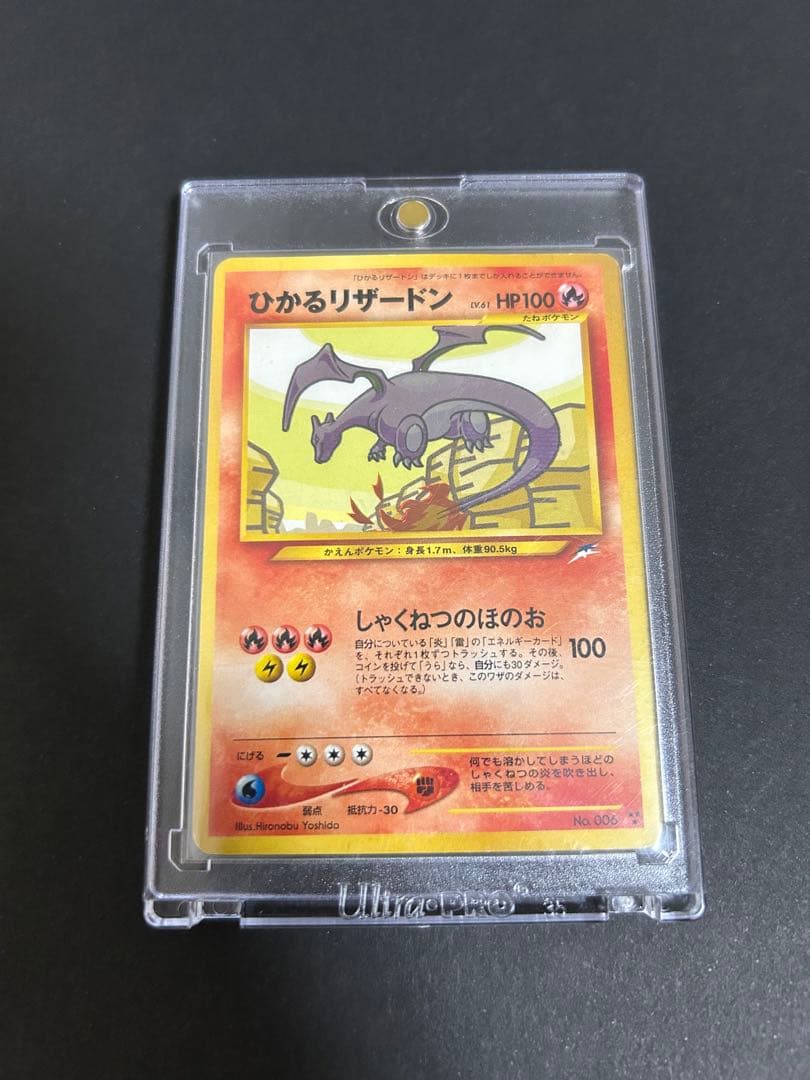 「ひかるリザードン」はデッキに1枚までしか入れることができません。
ひかるリザードン LV.61 HP100
たねポケモン
かえんポケモン：身長1.7m、体重90.5kg
しゃくねつのほのお
自分についている「炎」「雷」の「エネルギーカード」
を、それぞれ1枚ずつトラッシュする。その後、
コインを投げて「うら」なら、自分にも30ダメージ。
（トラッシュできないとき、このワザのダメージは、
すべてなくなる。）
100
にげる
弱点 抵抗力-30
何でも溶かしてしまうほどの
しゃくねつの炎を吹き出し、
相手を苦しめる。
Illus.Hironobu Yoshida
No. 006
Ultra•PRO® 35